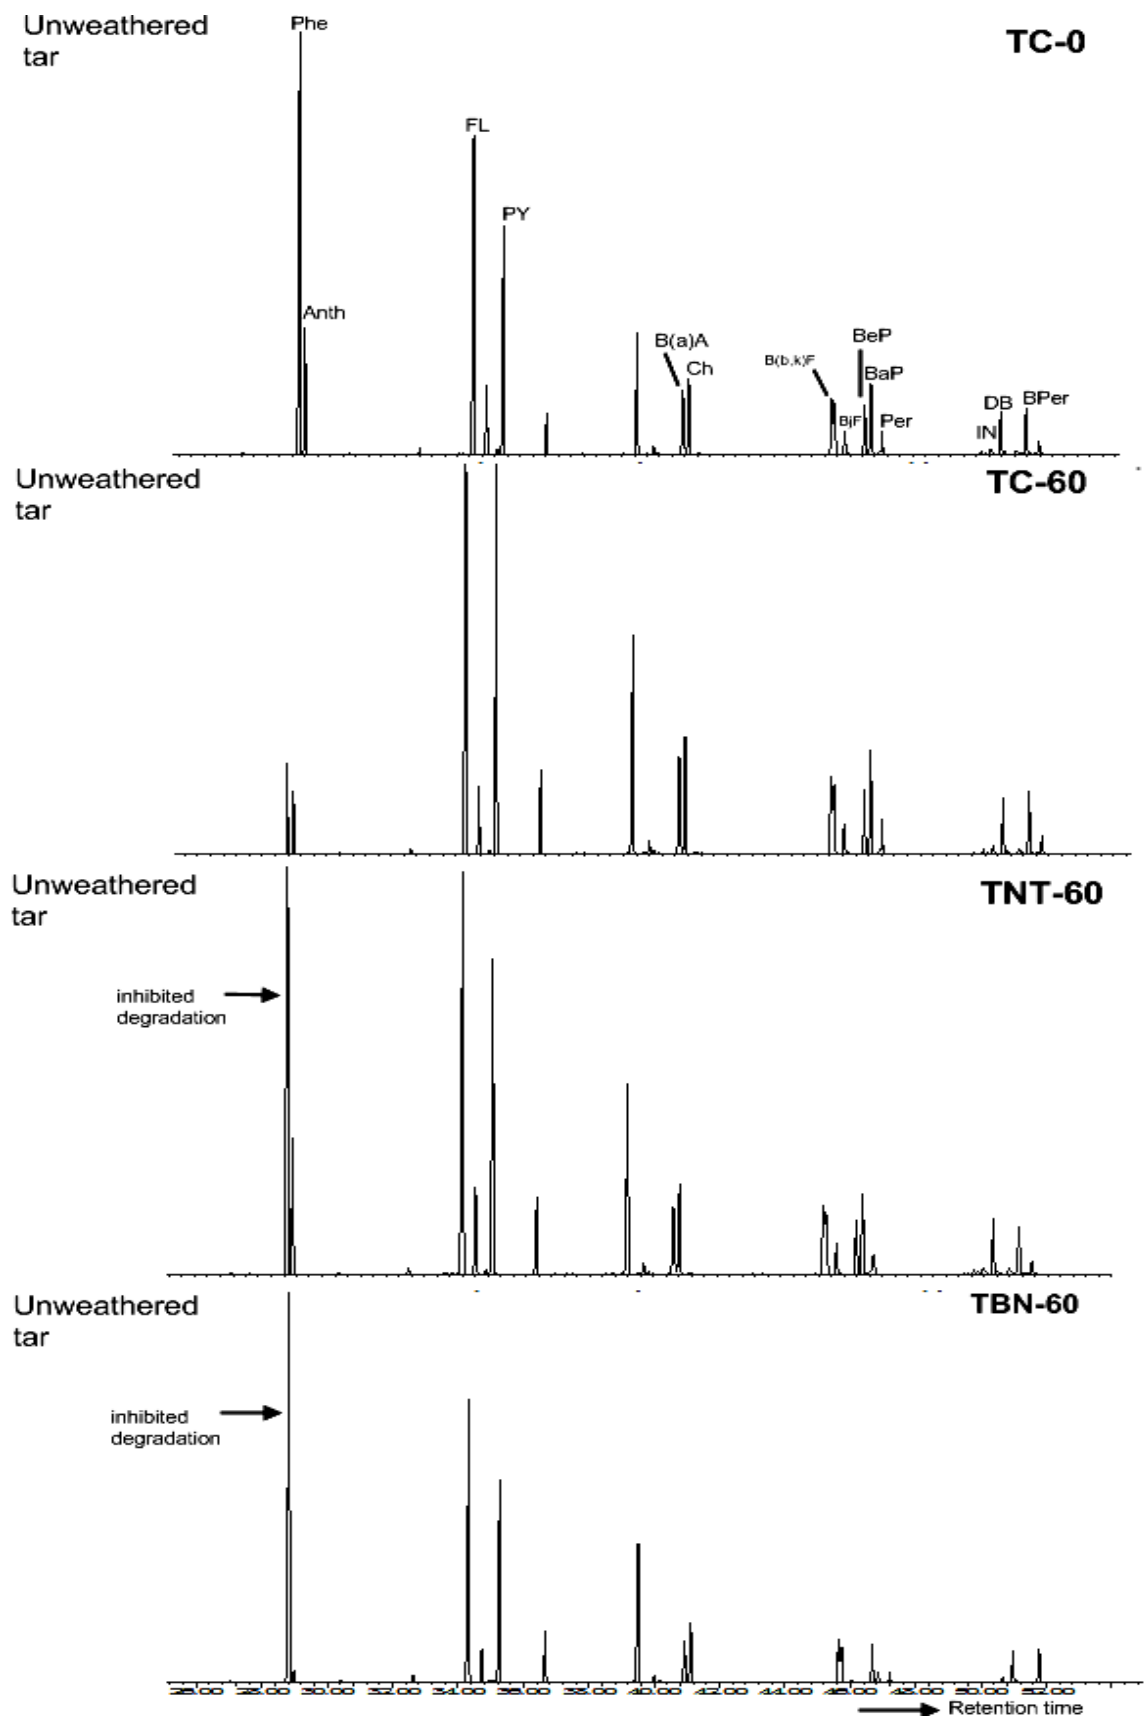 Unweathered
tar
Phe
TC-0
FL
PY
Anth
B(a)A
Ch
B(b,k)F
BeP
BaP
BjF
Per
DB
BPer
IN
Unweathered
tar
TC-60
Unweathered
tar
TNT-60
inhibited
degradation
Unweathered
tar
TBN-60
inhibited
degradation
Retention time